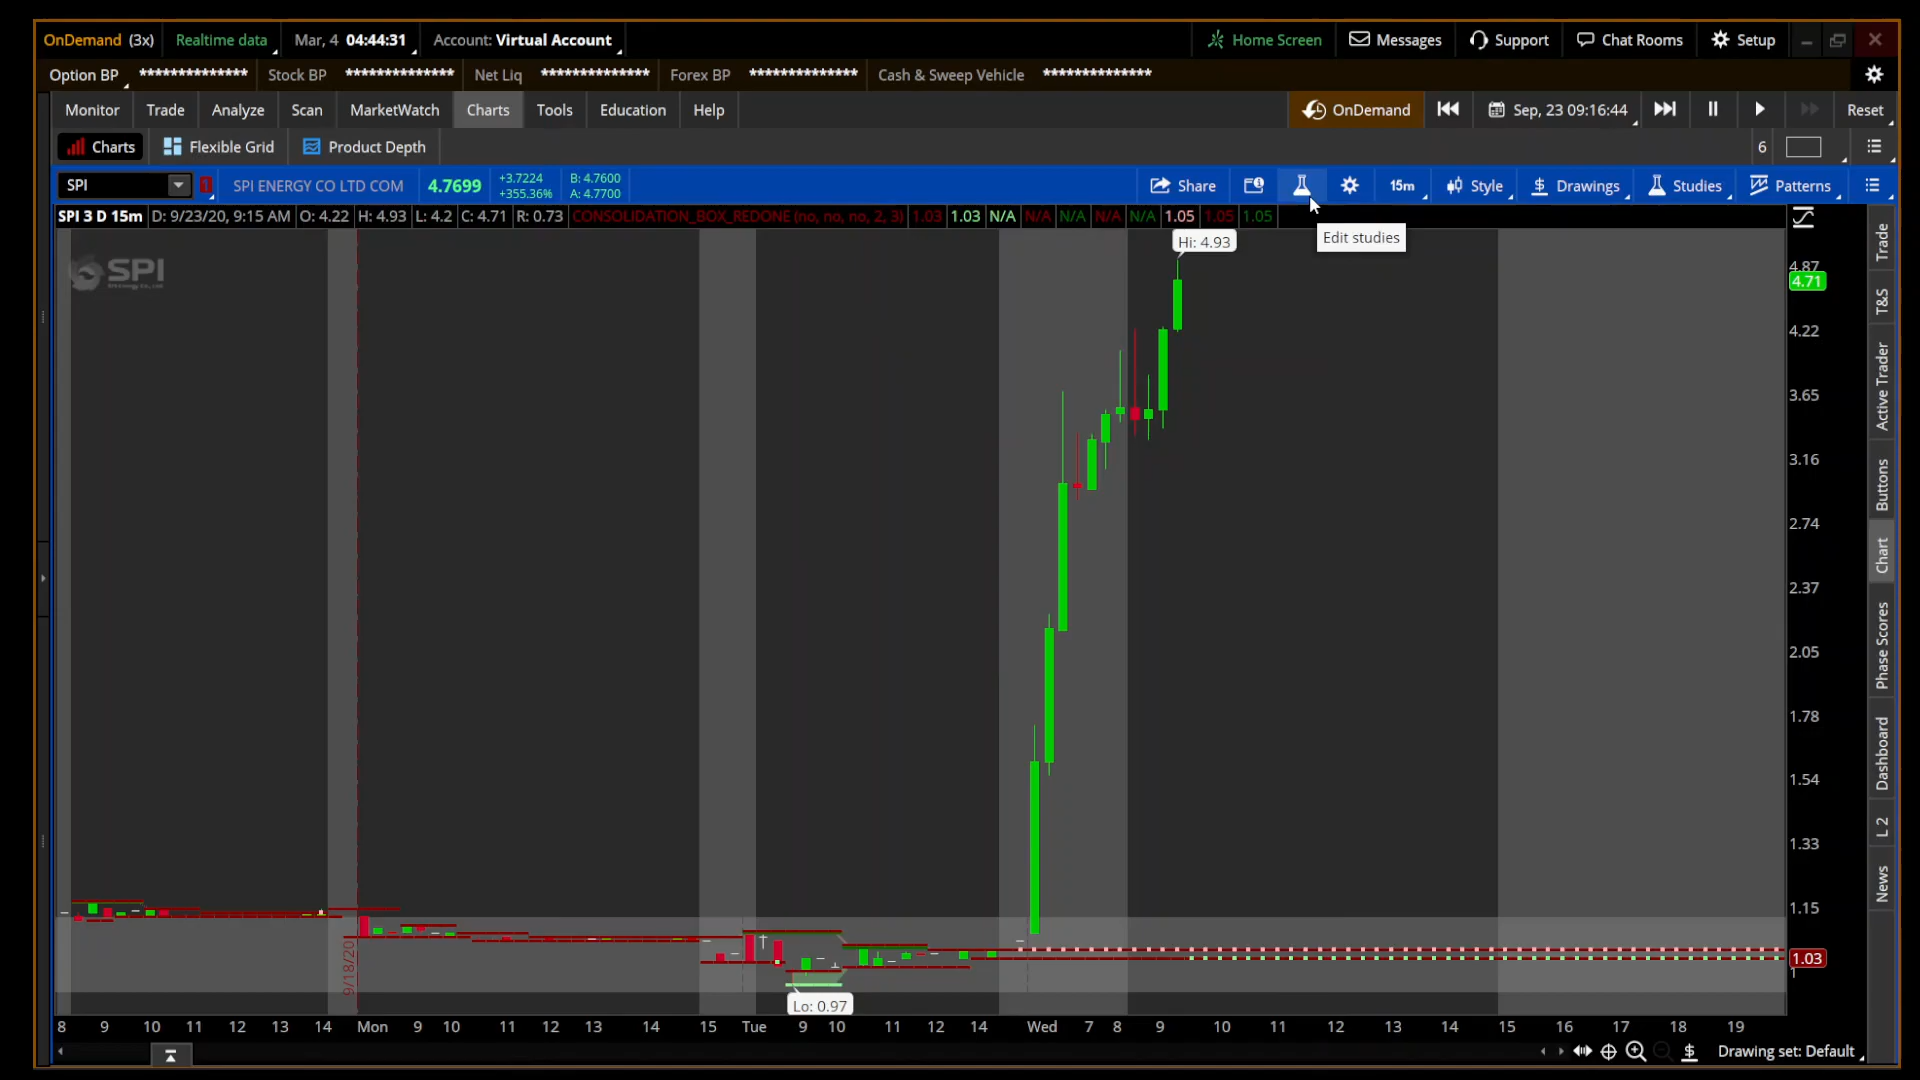 OnDemand (3x) Realtime data Mar, 4 04:44:31 Account: Virtual Account Home Screen Messages Support Chat Rooms Setup
Option BP ************** Stock BP ************** Net Liq ************** Forex BP ************** Cash & Sweep Vehicle **************
Monitor Trade Analyze Scan MarketWatch Charts Tools Education Help OnDemand Sep, 23 09:16:44 Reset
Charts Flexible Grid Product Depth 6
SPI 1 SPI ENERGY CO LTD COM 4.7699 +3.7224 B: 4.7600 Share 15m Style Drawings Studies Patterns
+355.36% A: 4.7700
SPI 3 D 15m D: 9/23/20, 9:15 AM O: 4.22 H: 4.93 L: 4.2 C: 4.71 R: 0.73 CONSOLIDATION_BOX_REDONE (no, no, no, 2, 3) 1.03 1.03 N/A N/A N/A N/A N/A 1.05 1.05 1.05
Edit studies
Hi: 4.93
SPI
4.87
4.71
4.22
3.65
3.16
2.74
2.37
2.05
1.78
1.54
1.33
1.15
1.03
1
9/18/20
Lo: 0.97
8 9 10 11 12 13 14 Mon 9 10 11 12 13 14 15 Tue 9 10 11 12 14 Wed 7 8 9 10 11 12 13 14 15 16 17 18 19
Drawing set: Default
Trade
T&S
Active Trader
Buttons
Chart
Phase Scores
Dashboard
L 2
News